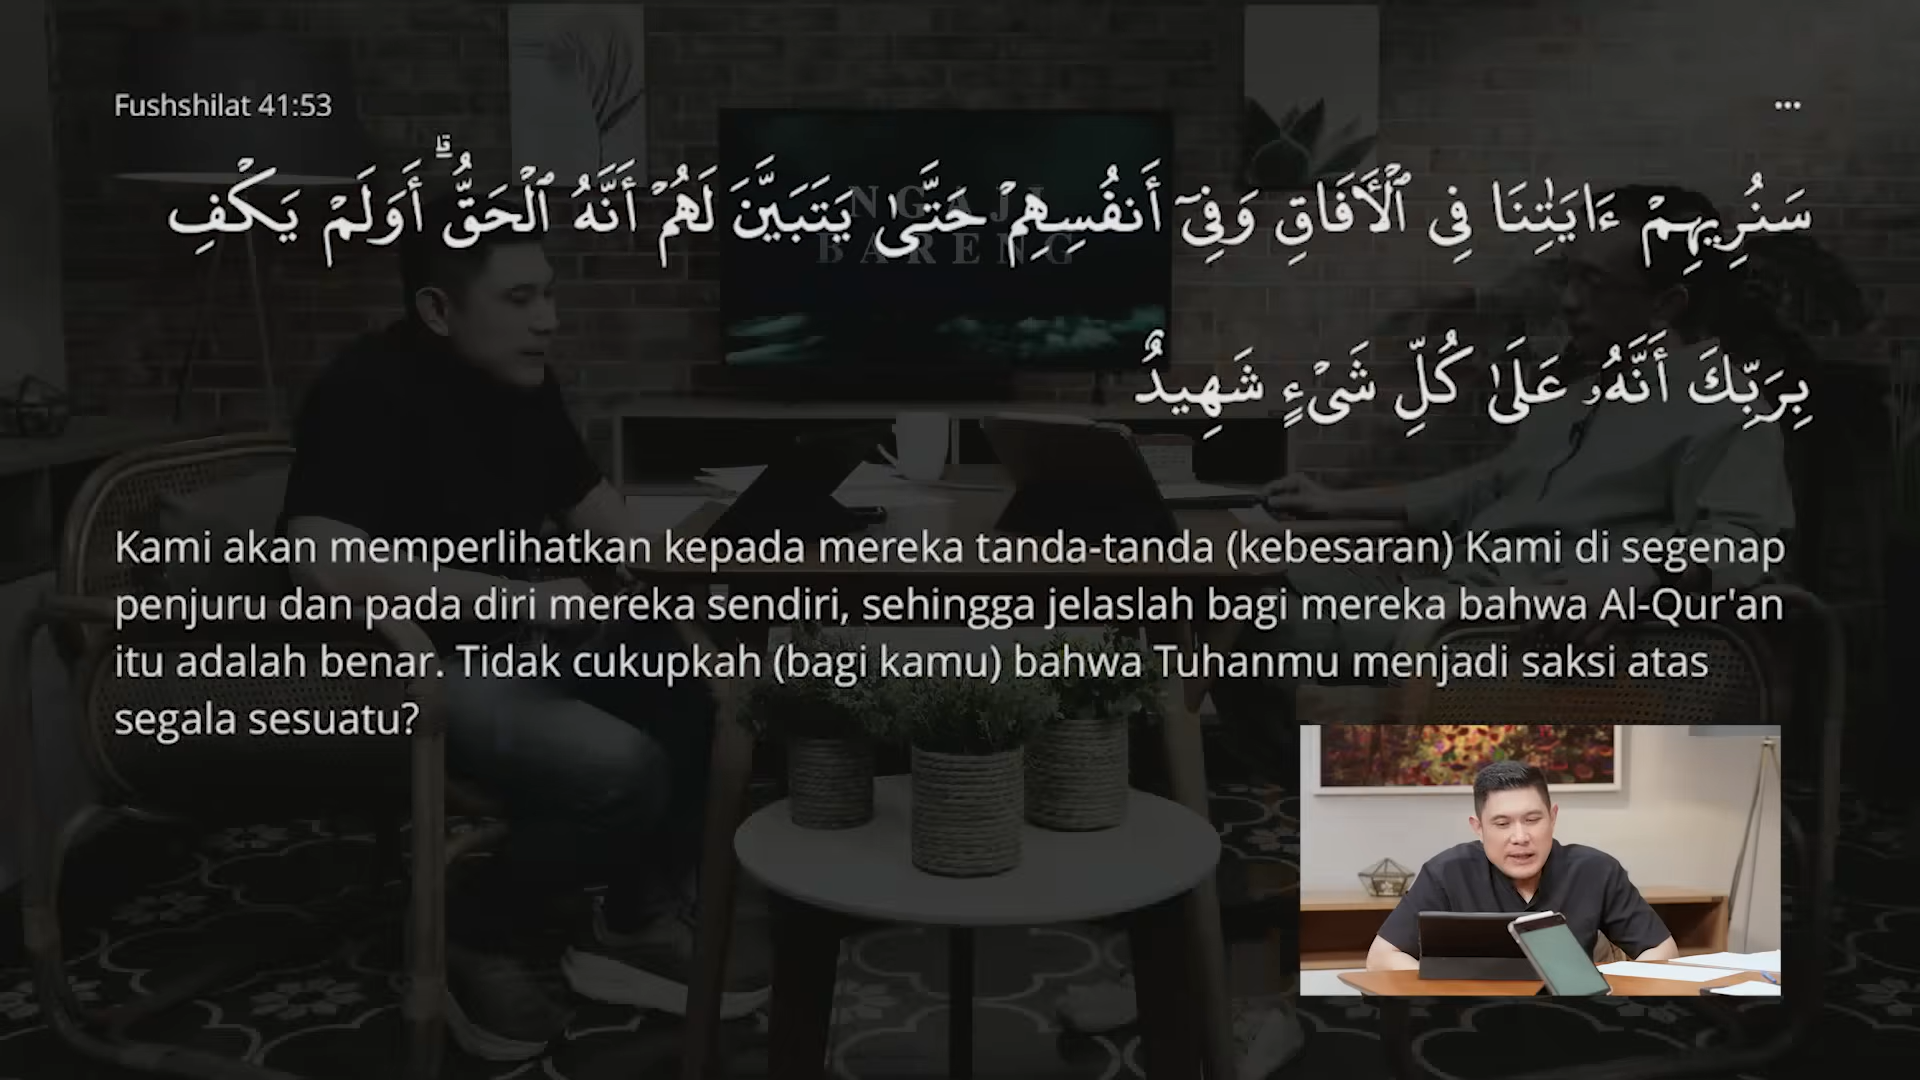 Fushshilat 41:53
...
سَنُرِيهِمْ ءَايَٰتِنَا فِى ٱلْءَافَاقِ وَفِىٓ أَنفُسِهِمْ حَتَّىٰ يَتَبَيَّنَ لَهُمْ أَنَّهُ ٱلْحَقُّ ۗ أَوَلَمْ يَكْفِ
بِرَبِّكَ أَنَّهُۥ عَلَىٰ كُلِّ شَىْءٍ شَهِيدٌ
NGAJI
BARENG
Kami akan memperlihatkan kepada mereka tanda-tanda (kebesaran) Kami di segenap
penjuru dan pada diri mereka sendiri, sehingga jelaslah bagi mereka bahwa Al-Qur'an
itu adalah benar. Tidak cukupkah (bagi kamu) bahwa Tuhanmu menjadi saksi atas
segala sesuatu?